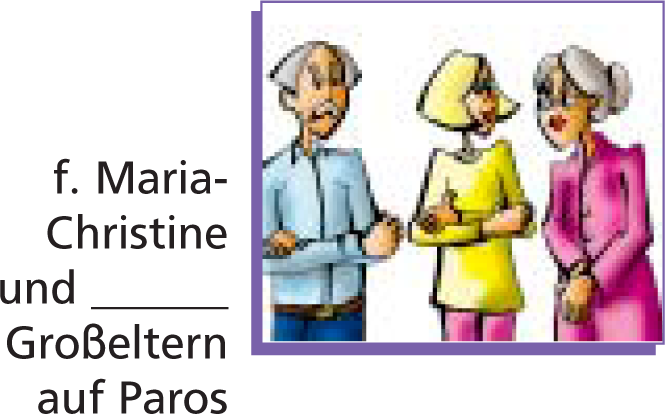 f. Maria-
Christine
und ______
Großeltern
auf Paros